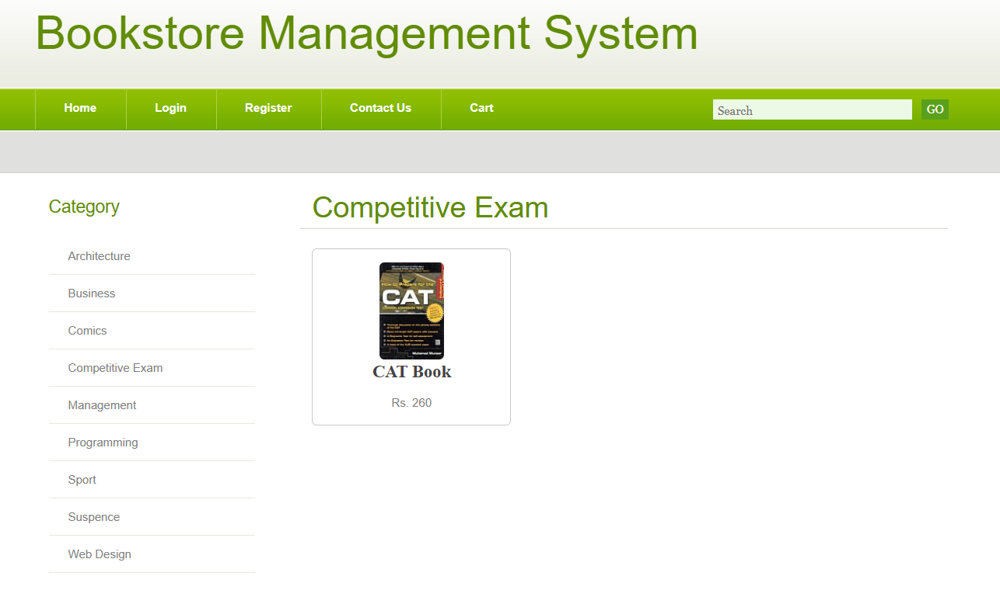 Bookstore Management System
Home Login Register Contact Us Cart Search GO
Category
Architecture
Business
Comics
Competitive Exam
Management
Programming
Sport
Suspence
Web Design
Competitive Exam
How to Prepare for the
CAT
COMMON ADMISSION TEST
CAT Book
Rs. 260